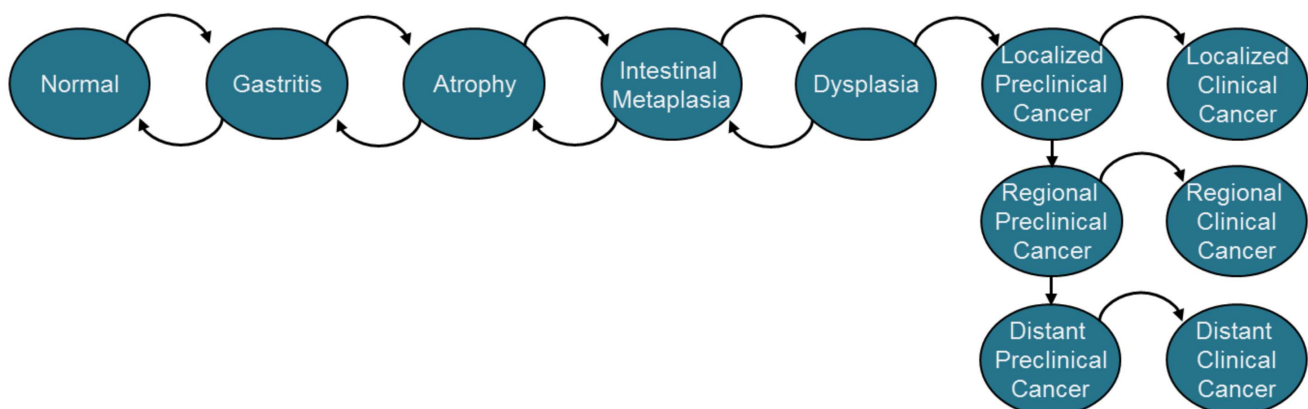 Normal
Gastritis
Atrophy
Intestinal
Metaplasia
Dysplasia
Localized
Preclinical
Cancer
Localized
Clinical
Cancer
Regional
Preclinical
Cancer
Regional
Clinical
Cancer
Distant
Preclinical
Cancer
Distant
Clinical
Cancer